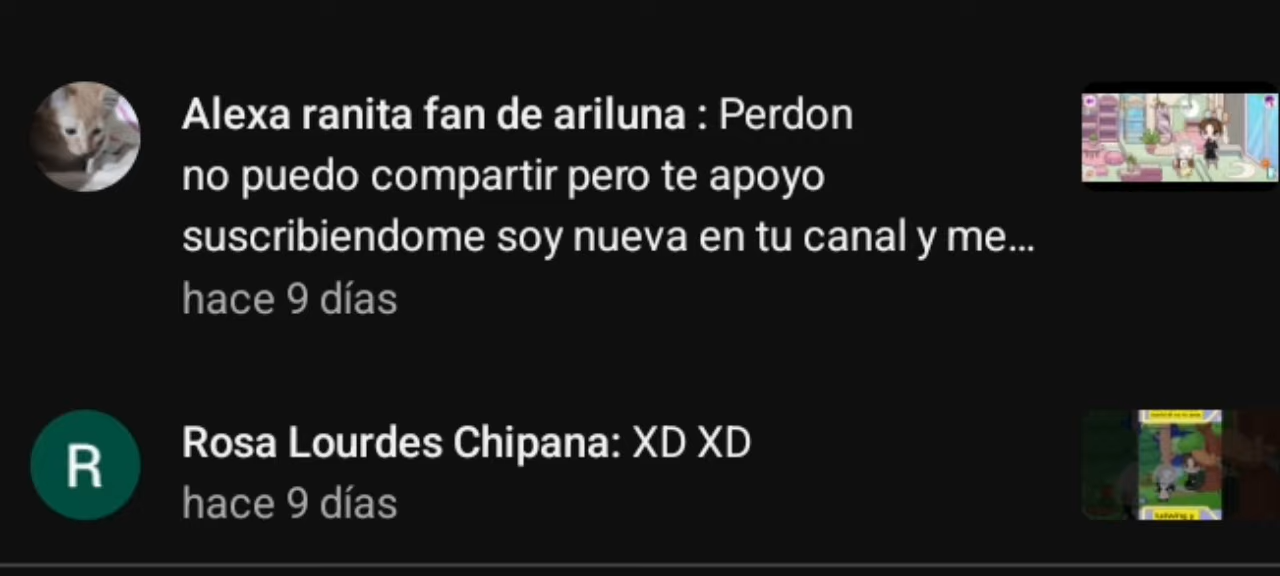 Alexa ranita fan de ariluna : Perdon
no puedo compartir pero te apoyo
suscribiendome soy nueva en tu canal y me...
hace 9 días
R
Rosa Lourdes Chipana: XD XD
hace 9 días